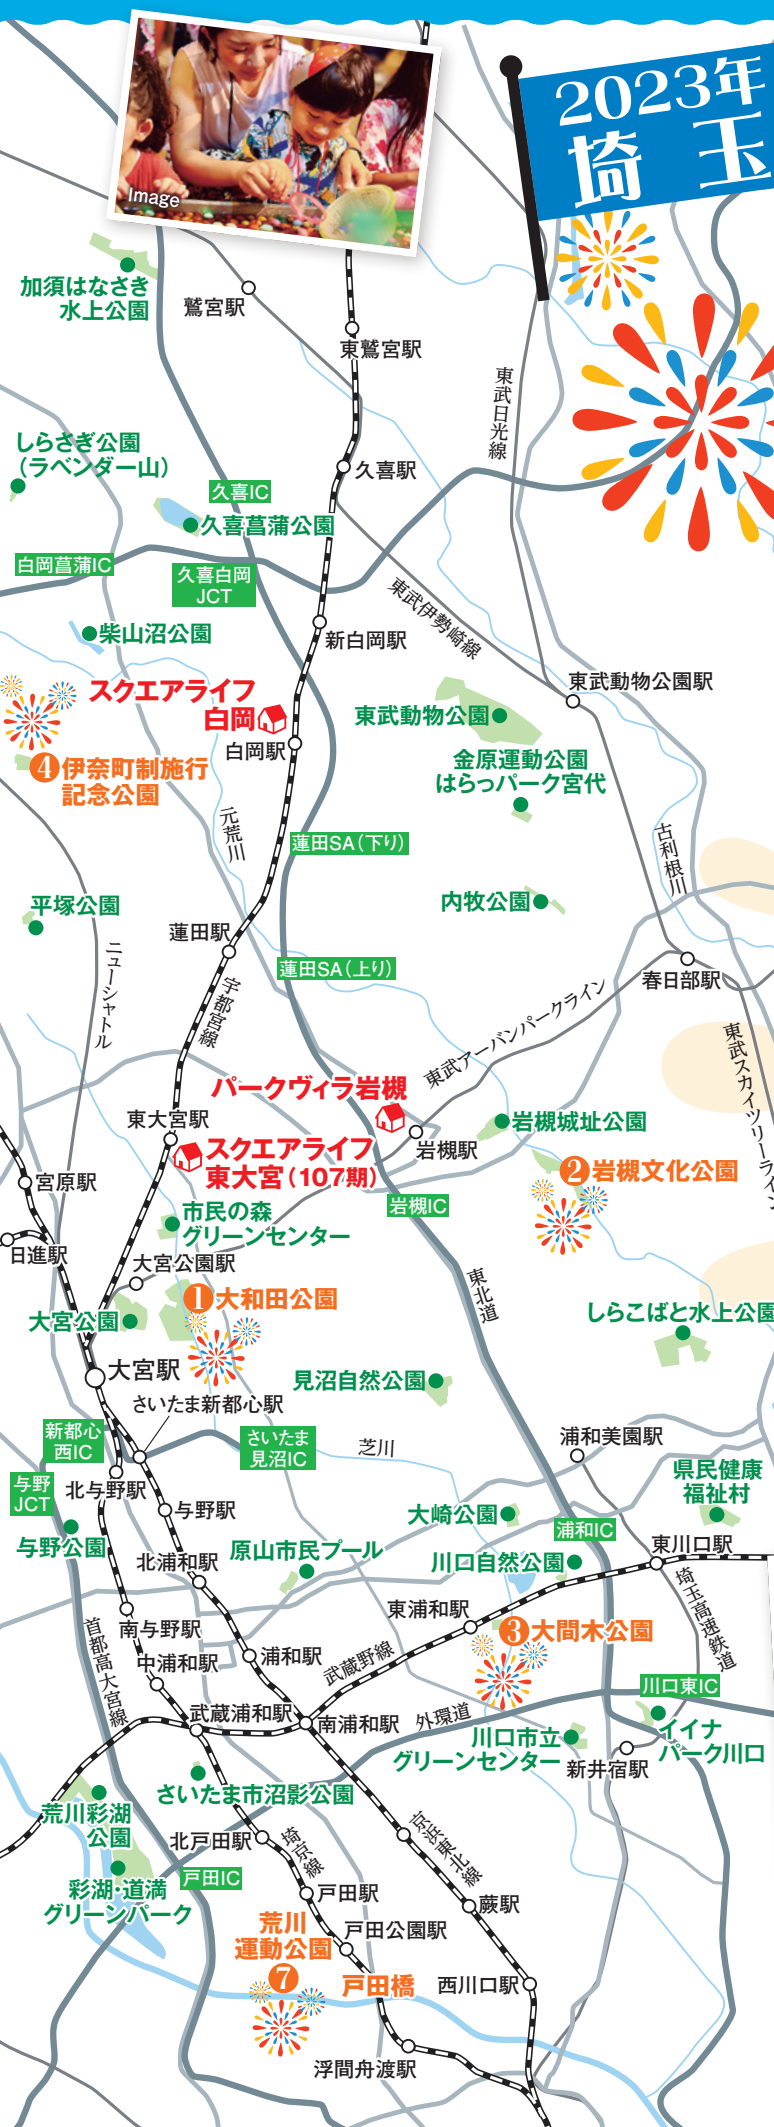 Image
2023年
埼玉
加須はなさき
水上公園
鷲宮駅
東鷲宮駅
東武日光線
しらさぎ公園
(ラベンダー山)
久喜駅
久喜IC
久喜菖蒲公園
白岡菖蒲IC
久喜白岡
JCT
東武伊勢崎線
柴山沼公園
新白岡駅
スクエアライフ
白岡
東武動物公園駅
東武動物公園
白岡駅
④伊奈町制施行
記念公園
金原運動公園
はらっパーク宮代
元荒川
蓮田SA(下り)
古利根川
平塚公園
内牧公園
蓮田駅
ニューシャトル
蓮田SA(上り)
宇都宮線
春日部駅
東武アーバンパークライン
東武スカイツリーライン
パークヴィラ岩槻
東大宮駅
岩槻城址公園
岩槻駅
スクエアライフ
東大宮(107期)
②岩槻文化公園
宮原駅
岩槻IC
市民の森
グリーンセンター
日進駅
大宮公園駅
東北道
①大和田公園
大宮公園
しらこばと水上公園
大宮駅
見沼自然公園
さいたま新都心駅
新都心
西IC
さいたま
見沼IC
芝川
浦和美園駅
与野
JCT
北与野駅
県民健康
福祉村
与野駅
大崎公園
浦和IC
与野公園
北浦和駅
原山市民プール
川口自然公園
東川口駅
埼玉高速鉄道
東浦和駅
南与野駅
③大間木公園
首都高大宮線
中浦和駅
浦和駅
武蔵野線
川口東IC
武蔵浦和駅
南浦和駅
外環道
川口市立
グリーンセンター
イイナ
パーク川口
新井宿駅
さいたま市沼影公園
荒川彩湖
公園
北戸田駅
埼京線
京浜東北線
戸田IC
彩湖・道満
グリーンパーク
戸田駅
蕨駅
荒川
運動公園
⑦
戸田公園駅
戸田橋
西川口駅
浮間舟渡駅